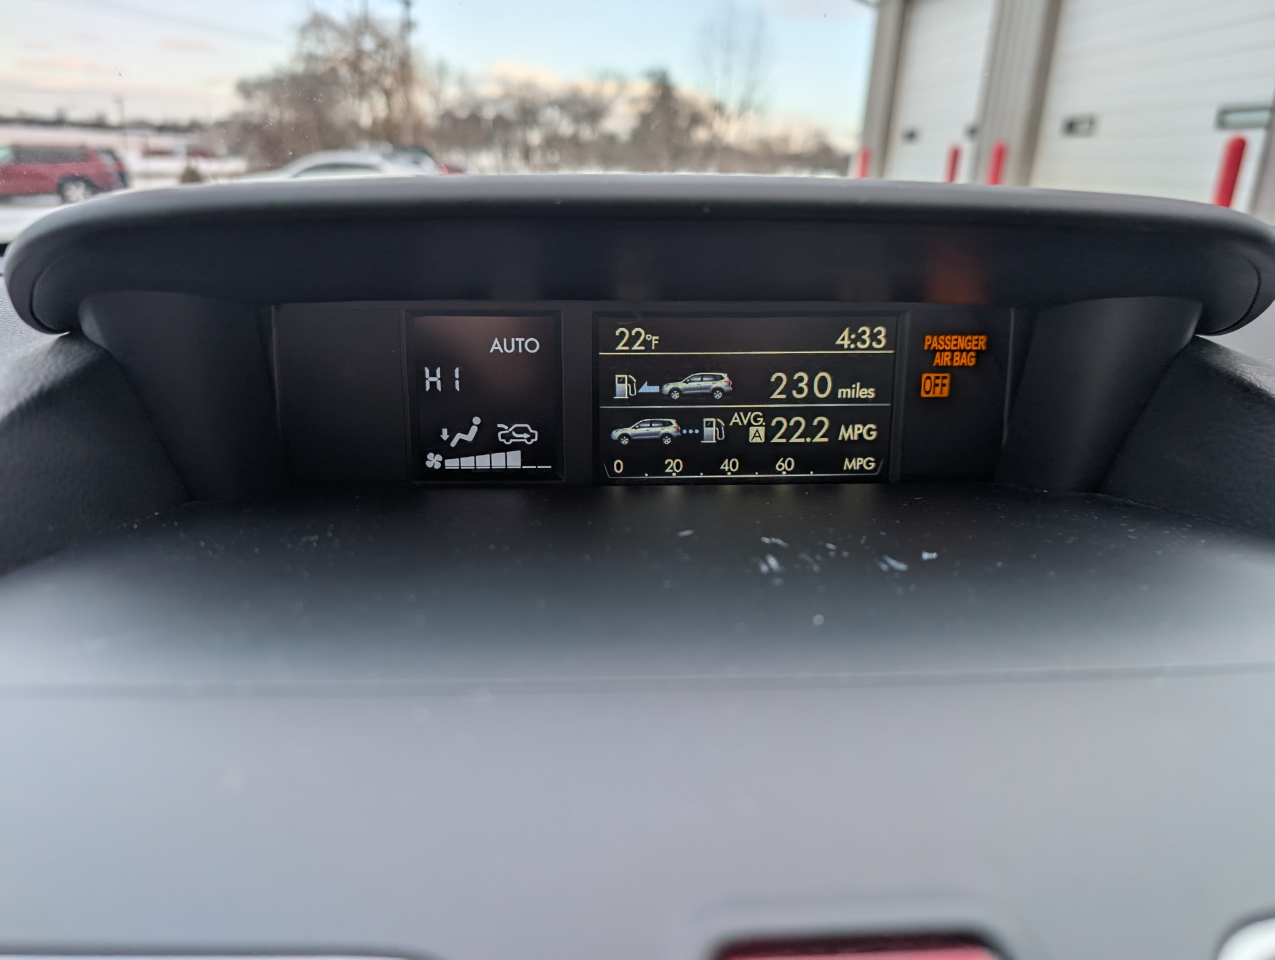 AUTO
HI
22°F 4:33
230 miles
AVG.
A 22.2 MPG
0 20 40 60 MPG
PASSENGER
AIR BAG
OFF